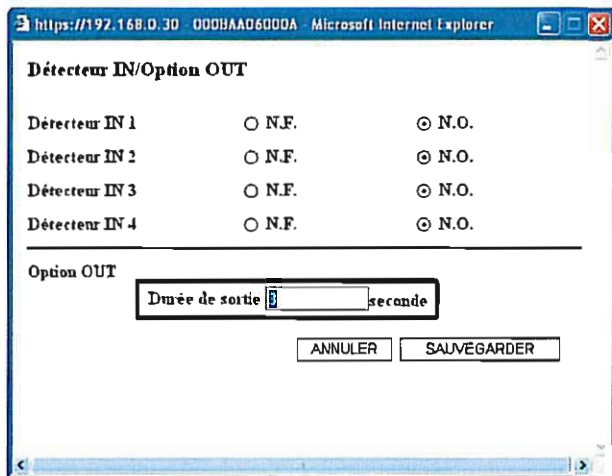 https://192.168.0.30 - 000BAA06000A - Microsoft Internet Explorer
Détecteur IN/Option OUT
Détecteur IN 1 N.F. N.O.
Détecteur IN 2 N.F. N.O.
Détecteur IN 3 N.F. N.O.
Détecteur IN 4 N.F. N.O.
Option OUT
Durée de sortie 3 seconde
ANNULER SAUVEGARDER